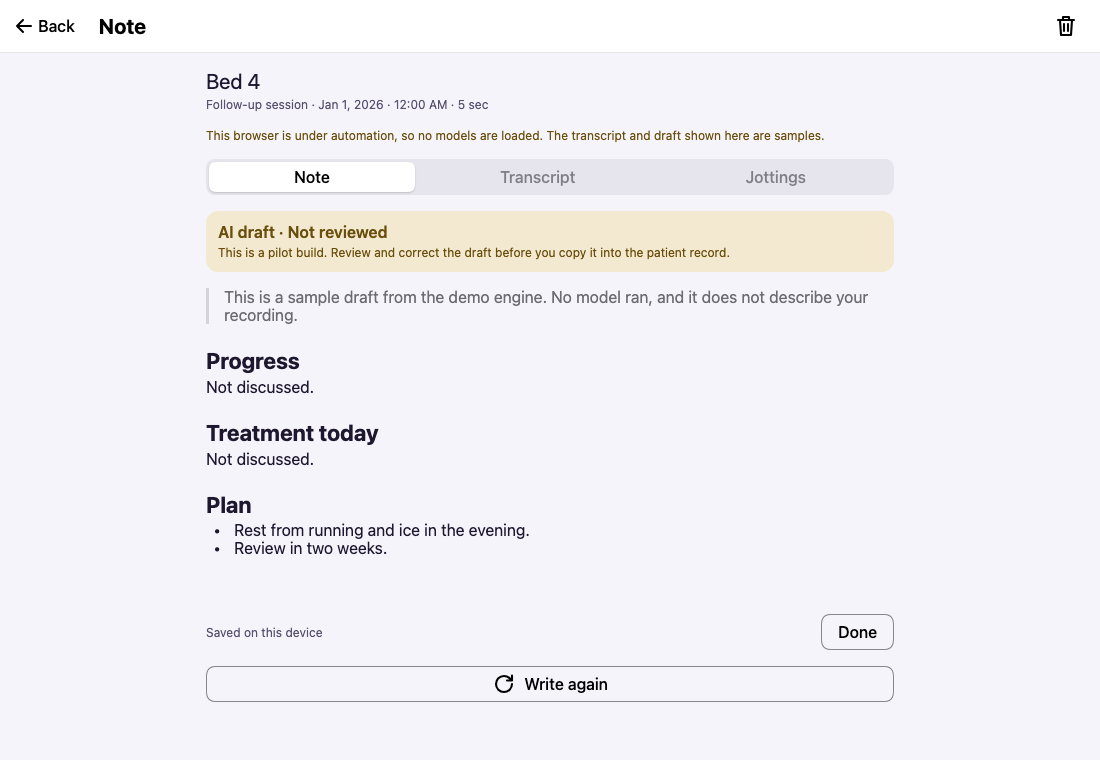 Back
Note
Bed 4
Follow-up session · Jan 1, 2026 · 12:00 AM · 5 sec
This browser is under automation, so no models are loaded. The transcript and draft shown here are samples.
Note
Transcript
Jottings
AI draft · Not reviewed
This is a pilot build. Review and correct the draft before you copy it into the patient record.
This is a sample draft from the demo engine. No model ran, and it does not describe your
recording.
Progress
Not discussed.
Treatment today
Not discussed.
Plan
• Rest from running and ice in the evening.
• Review in two weeks.
Saved on this device
Done
Write again